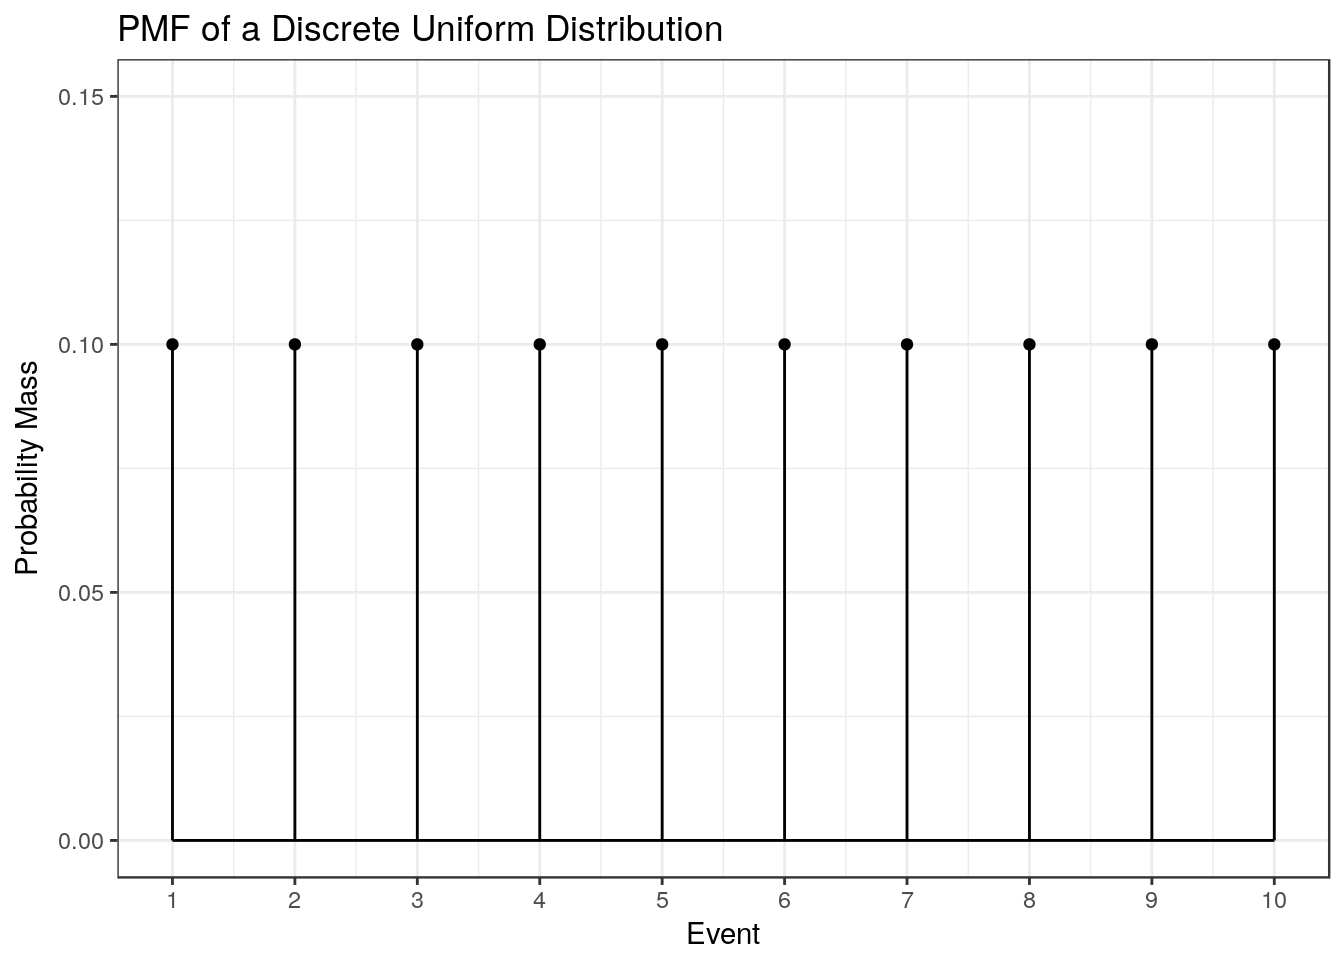 PMF of a Discrete Uniform Distribution
0.15
0.10
0.05
0.00
Probability Mass
1 2 3 4 5 6 7 8 9 10
Event